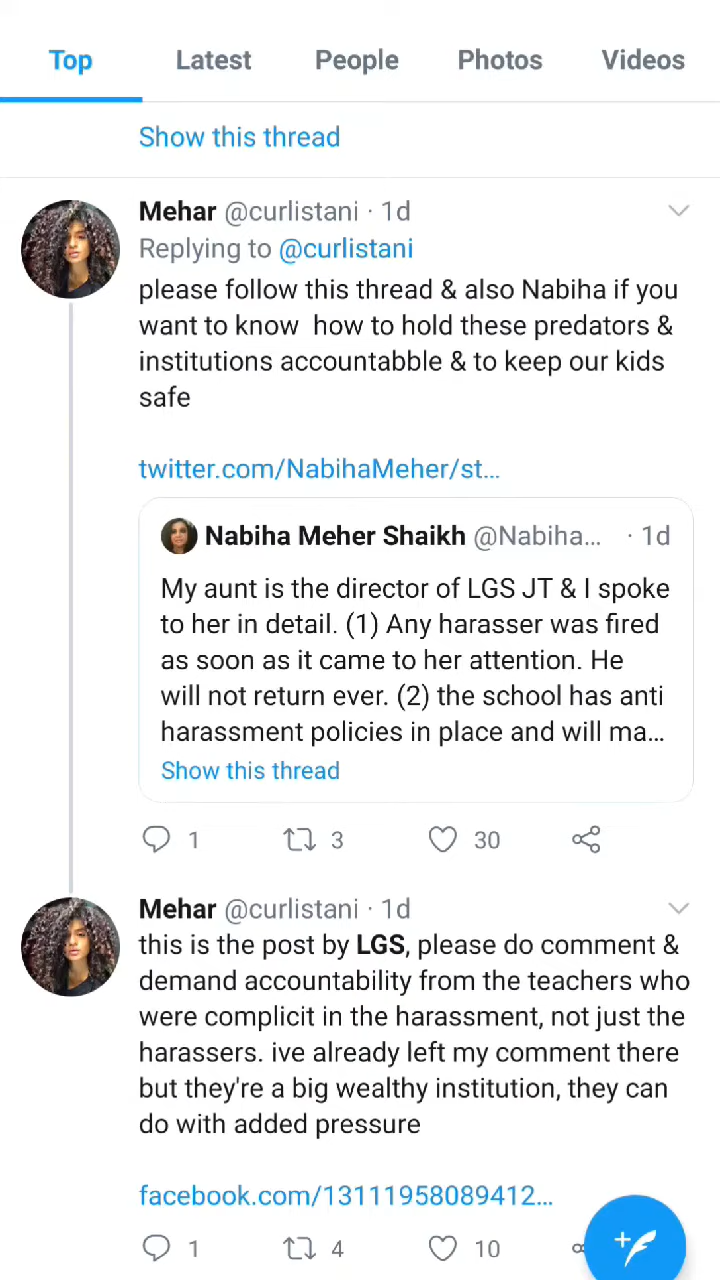 Top Latest People Photos Videos
Show this thread
Mehar @curlistani · 1d
Replying to @curlistani
please follow this thread & also Nabiha if you
want to know how to hold these predators &
institutions accountabble & to keep our kids
safe
twitter.com/NabihaMeher/st...
Nabiha Meher Shaikh @Nabiha... · 1d
My aunt is the director of LGS JT & I spoke
to her in detail. (1) Any harasser was fired
as soon as it came to her attention. He
will not return ever. (2) the school has anti
harassment policies in place and will ma...
Show this thread
1 3 30
Mehar @curlistani · 1d
this is the post by LGS, please do comment &
demand accountability from the teachers who
were complicit in the harassment, not just the
harassers. ive already left my comment there
but they're a big wealthy institution, they can
do with added pressure
facebook.com/13111958089412...
1 4 10